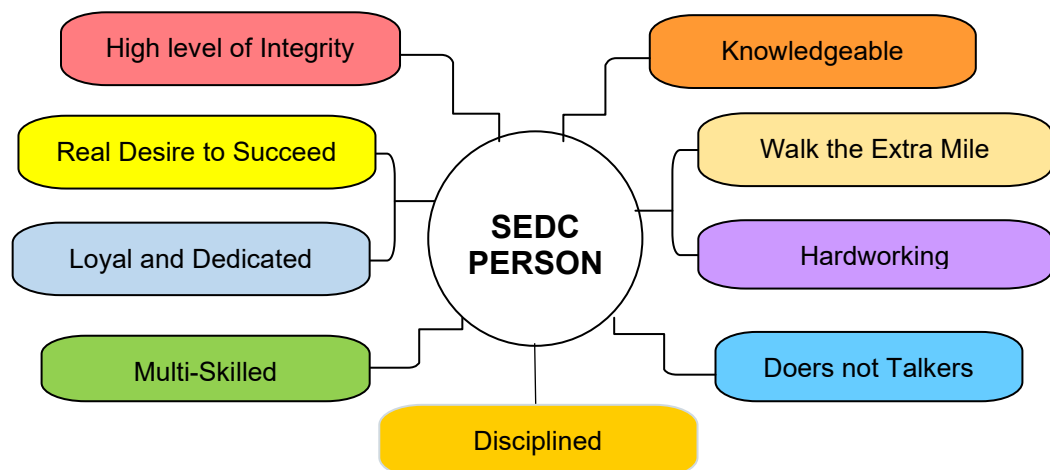 High level of Integrity
Knowledgeable
Real Desire to Succeed
Walk the Extra Mile
SEDC
PERSON
Loyal and Dedicated
Hardworking
Multi-Skilled
Doers not Talkers
Disciplined